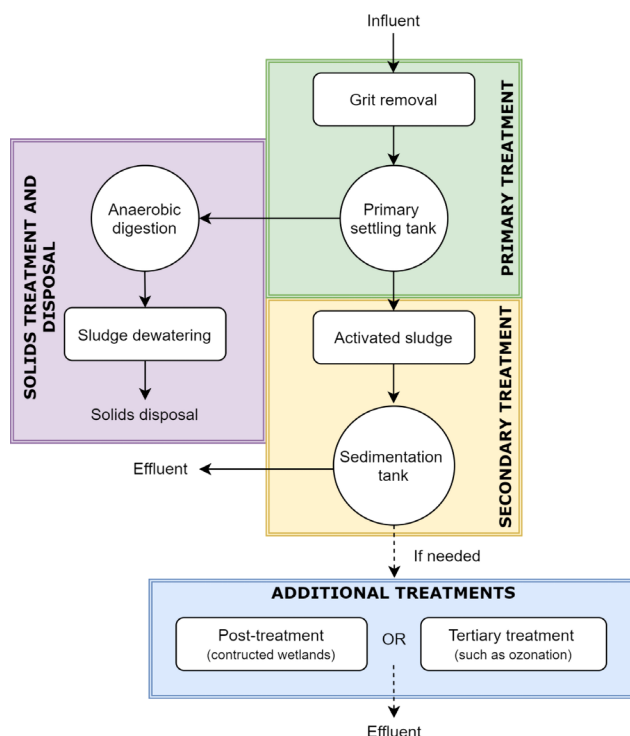 Influent
Grit removal
PRIMARY TREATMENT
Primary
settling tank
SOLIDS TREATMENT AND
DISPOSAL
Anaerobic
digestion
Sludge dewatering
Solids disposal
Activated sludge
SECONDARY TREATMENT
Sedimentation
tank
Effluent
If needed
ADDITIONAL TREATMENTS
Post-treatment
(contructed wetlands)
OR
Tertiary treatment
(such as ozonation)
Effluent